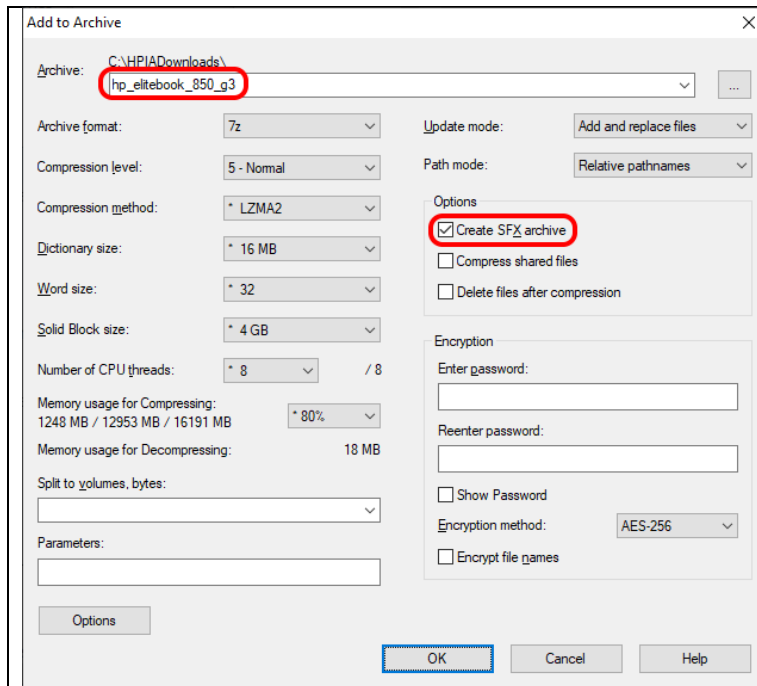 Add to Archive
Archive:
C:\HPIADownloads\
hp_elitebook_850_g3
...
Archive format:
7z
Compression level:
5 - Normal
Compression method:
* LZMA2
Dictionary size:
* 16 MB
Word size:
* 32
Solid Block size:
* 4 GB
Number of CPU threads:
* 8
/ 8
Memory usage for Compressing:
1248 MB / 12953 MB / 16191 MB
* 80%
Memory usage for Decompressing:
18 MB
Split to volumes, bytes:
Parameters:
Options
Update mode:
Add and replace files
Path mode:
Relative pathnames
Options
Create SFX archive
Compress shared files
Delete files after compression
Encryption
Enter password:
Reenter password:
Show Password
Encryption method:
AES-256
Encrypt file names
OK
Cancel
Help